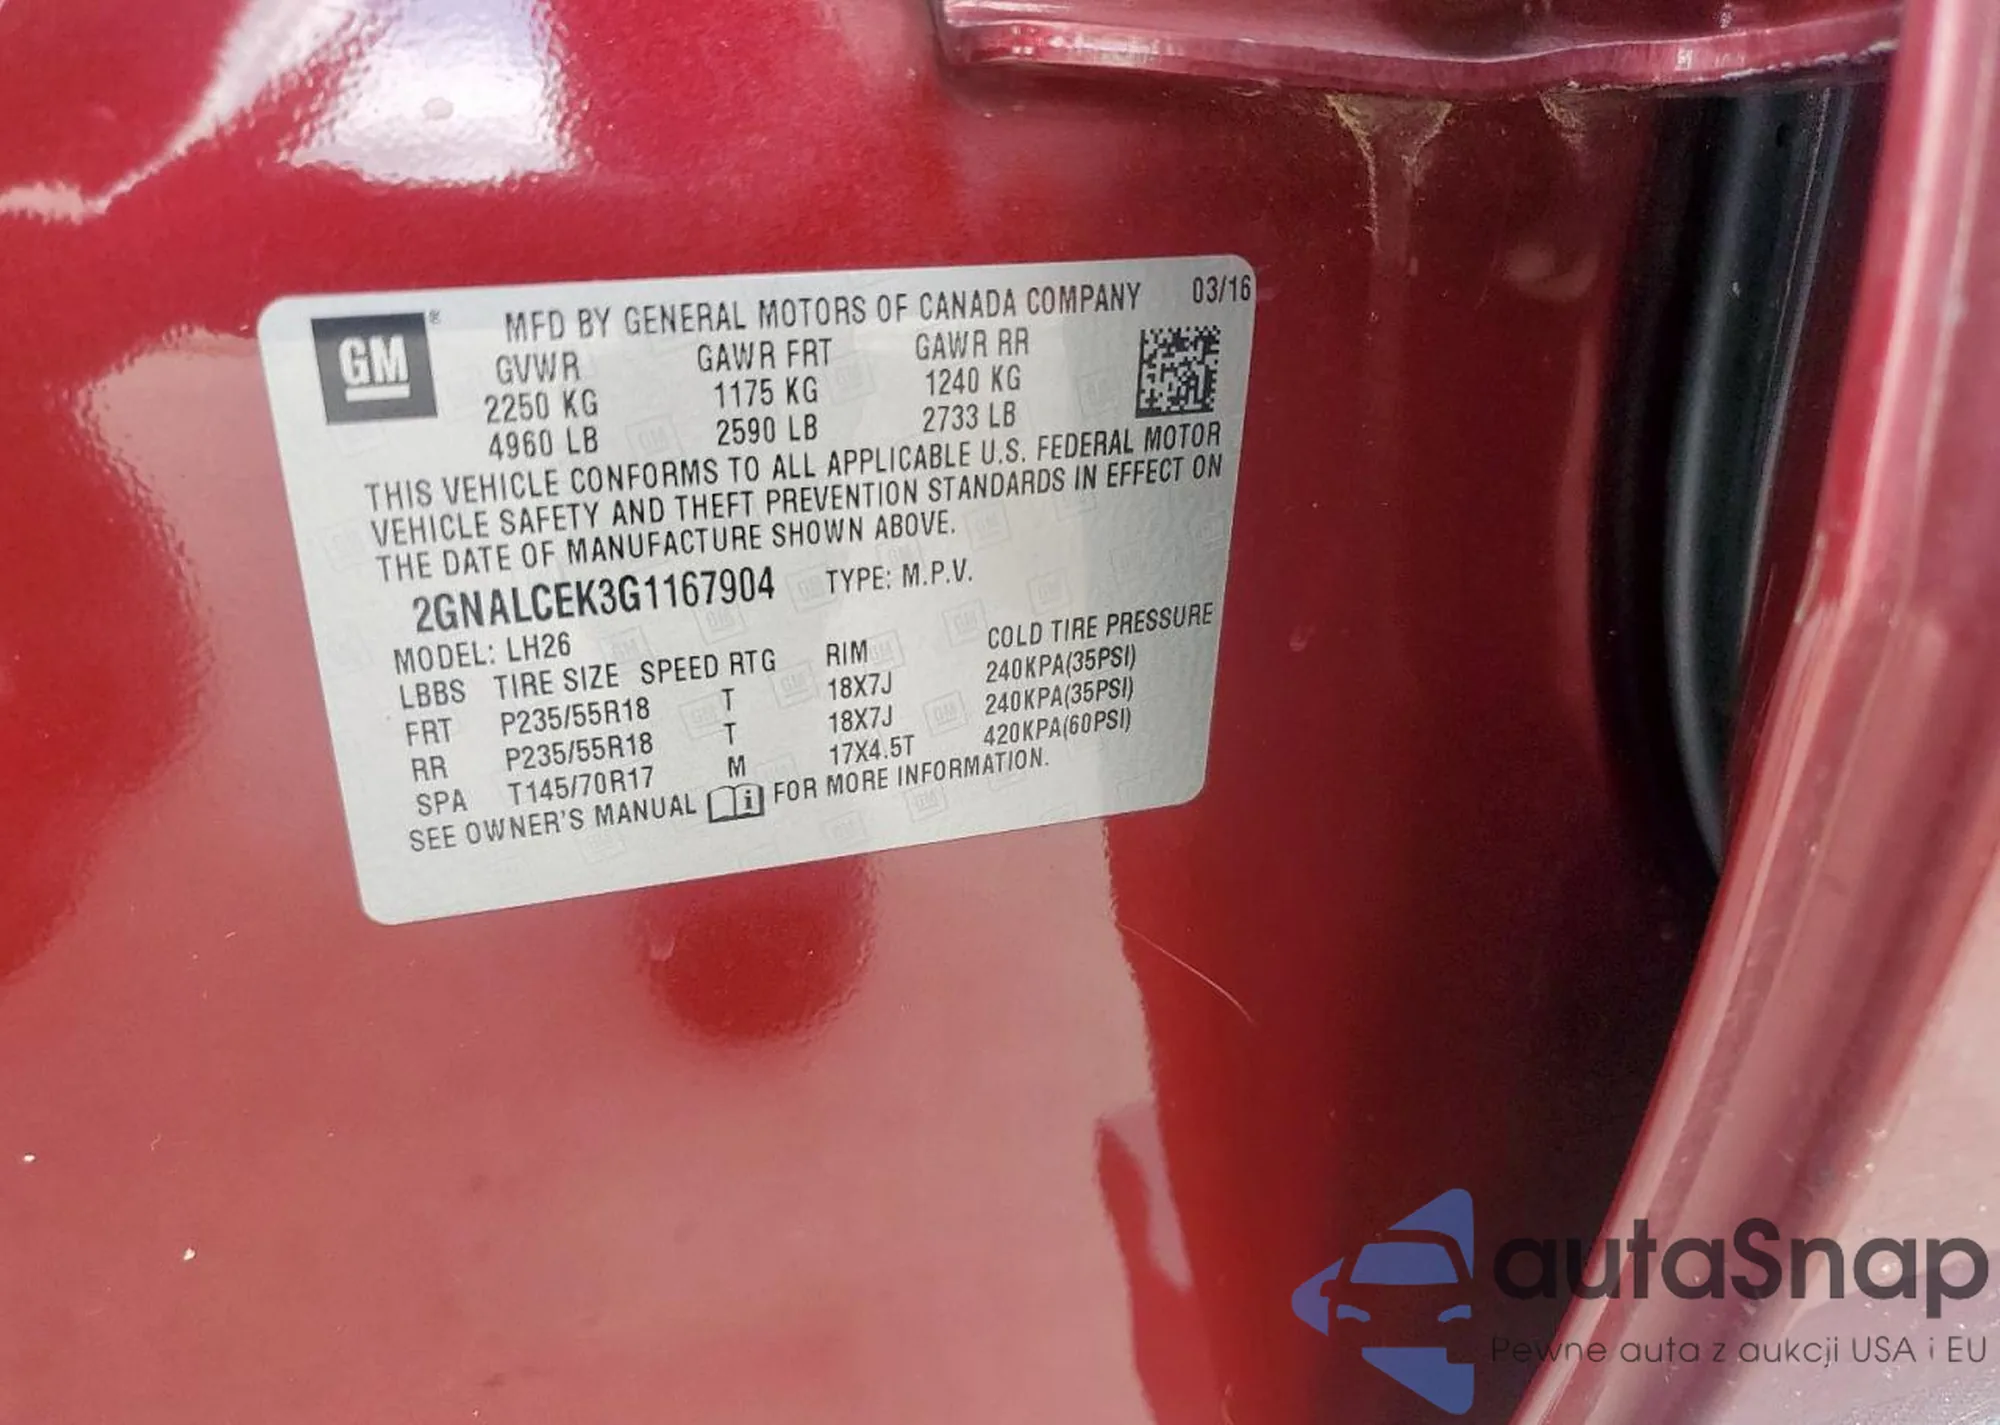 GM®
MFD BY GENERAL MOTORS OF CANADA COMPANY 03/16
GVWR GAWR FRT GAWR RR
2250 KG 1175 KG 1240 KG
4960 LB 2590 LB 2733 LB
THIS VEHICLE CONFORMS TO ALL APPLICABLE U.S. FEDERAL MOTOR
VEHICLE SAFETY AND THEFT PREVENTION STANDARDS IN EFFECT ON
THE DATE OF MANUFACTURE SHOWN ABOVE.
2GNALCEK3G1167904 TYPE: M.P.V.
MODEL: LH26
LBBS TIRE SIZE SPEED RTG RIM COLD TIRE PRESSURE
FRT P235/55R18 T 18X7J 240KPA(35PSI)
RR P235/55R18 T 18X7J 240KPA(35PSI)
SPA T145/70R17 M 17X4.5T 420KPA(60PSI)
SEE OWNER'S MANUAL FOR MORE INFORMATION.
autaSnap
Pewne auta z aukcji USA i EU